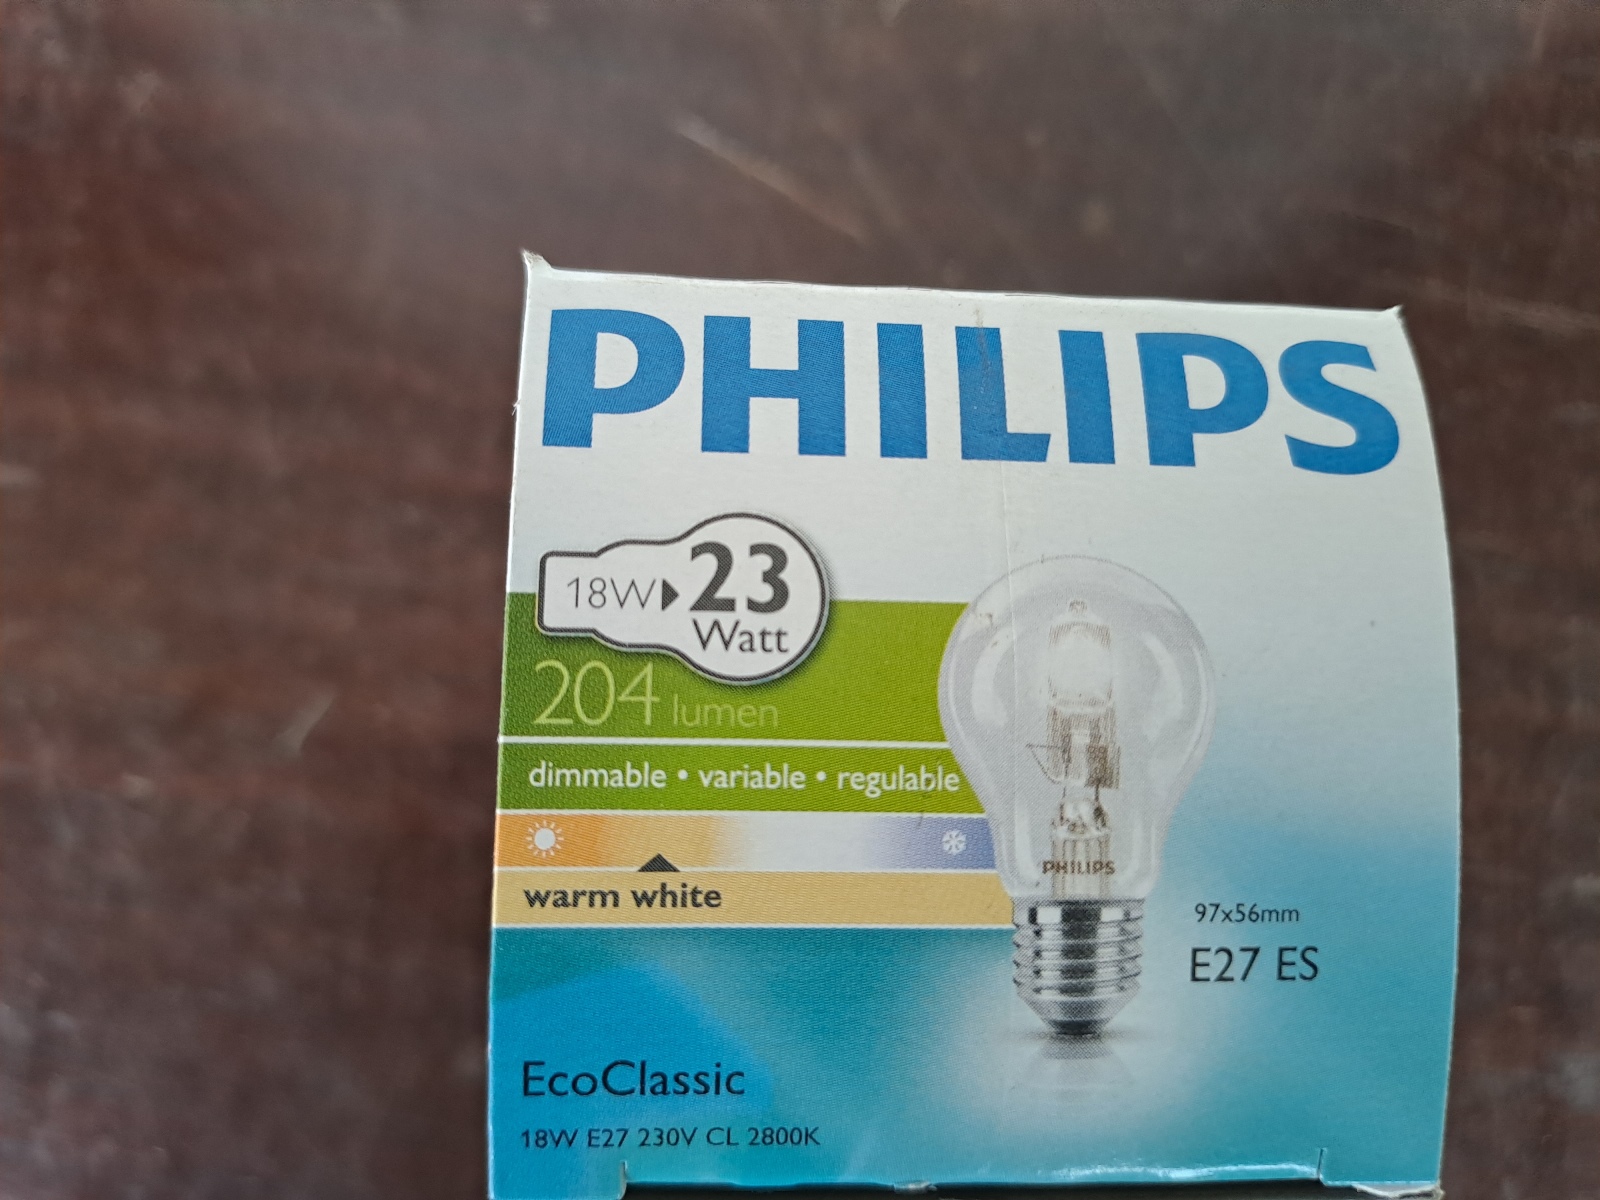 PHILIPS
18W 23
Watt
204 lumen
dimmable • variable • regulable
warm white
PHILIPS
97x56mm
E27 ES
EcoClassic
18W E27 230V CL 2800K